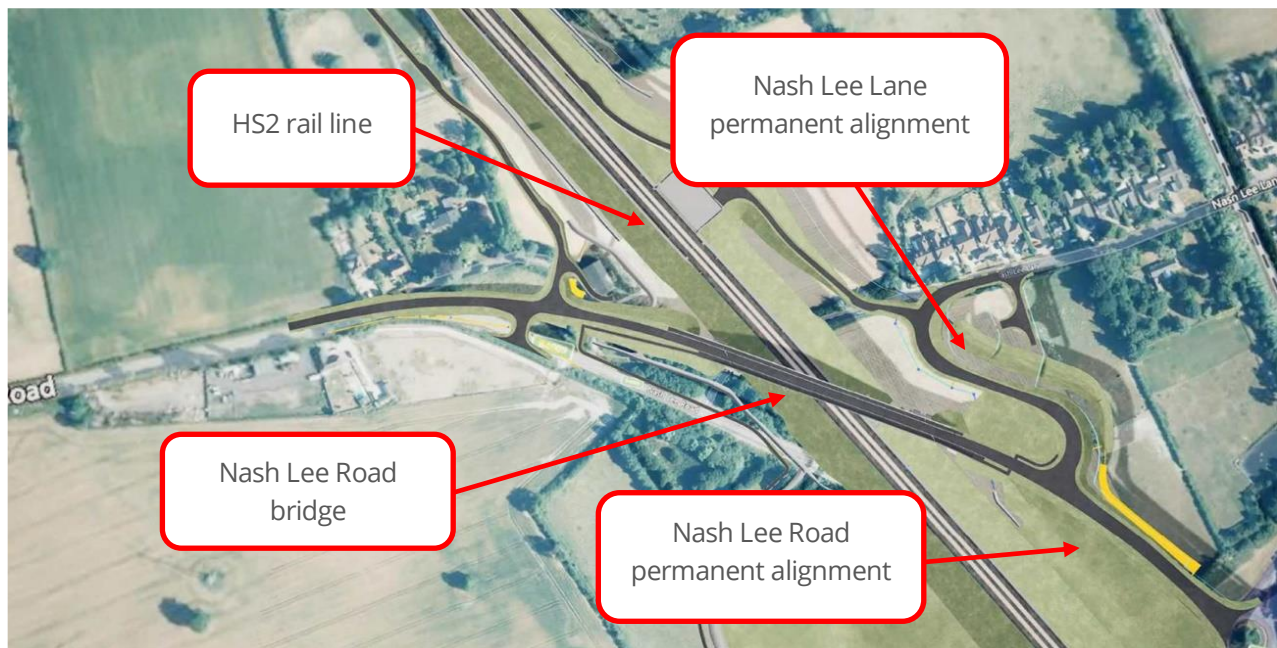 HS2 rail line
Nash Lee Lane
permanent alignment
Nash Lee Lane
oad
Nash Lee Road
bridge
Nash Lee Road
permanent alignment